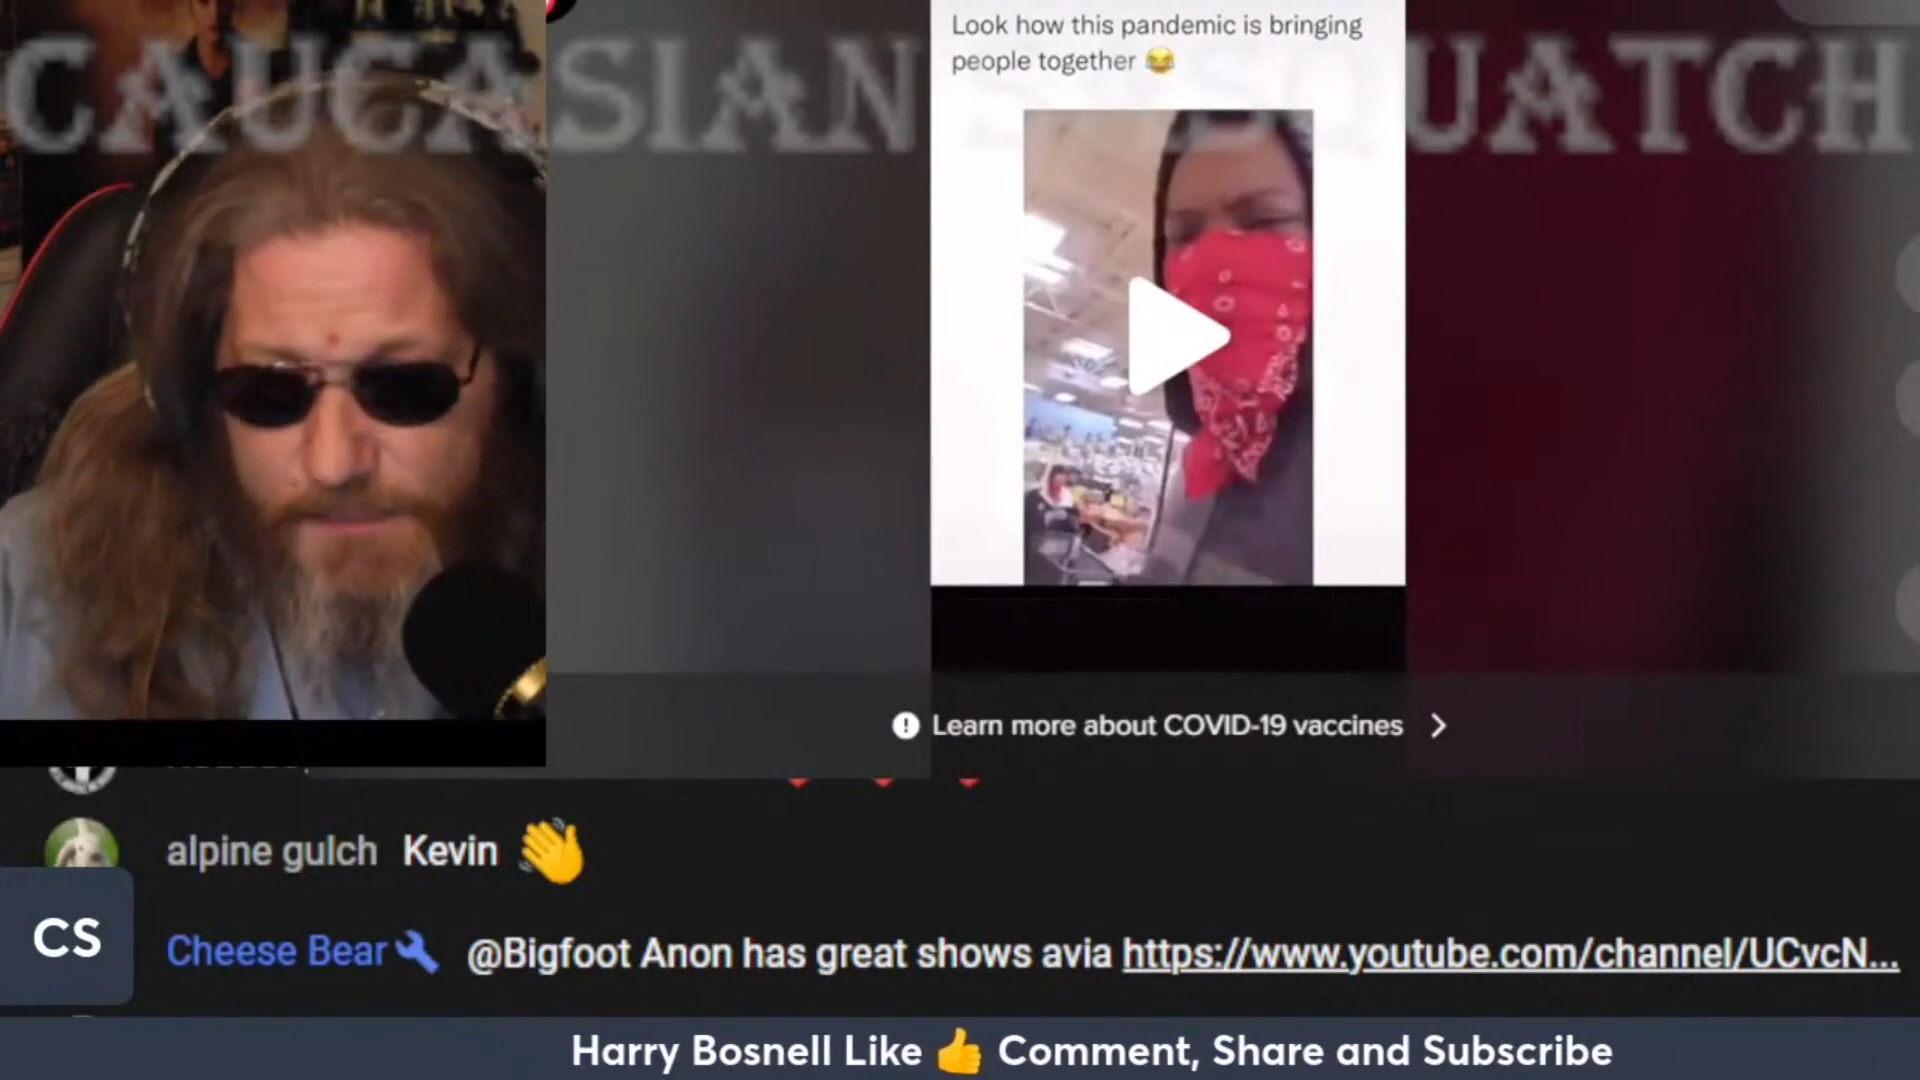 CAUCASIAN SASQUATCH
Look how this pandemic is bringing
people together 😂
Learn more about COVID-19 vaccines
alpine gulch Kevin 👋
CS
Cheese Bear @Bigfoot Anon has great shows avia https://www.youtube.com/channel/UCvcN...
Harry Bosnell Like 👍 Comment, Share and Subscribe